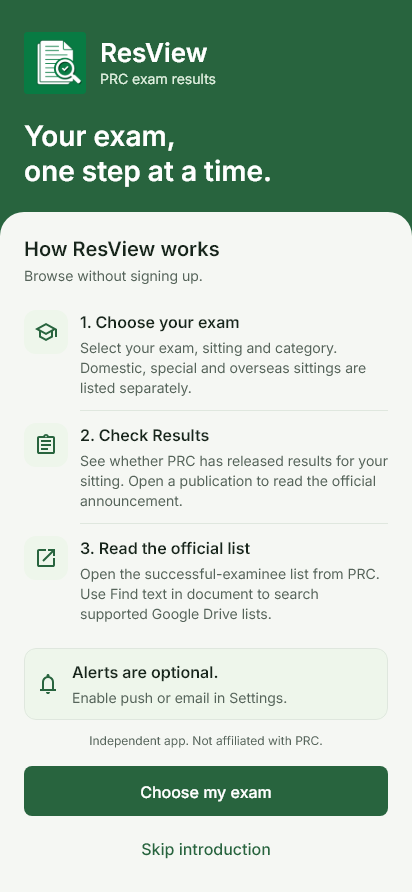 ResView
PRC exam results
Your exam,
one step at a time.
How ResView works
Browse without signing up.
1. Choose your exam
Select your exam, sitting and category.
Domestic, special and overseas sittings are
listed separately.
2. Check Results
See whether PRC has released results for your
sitting. Open a publication to read the official
announcement.
3. Read the official list
Open the successful-examinee list from PRC.
Use Find text in document to search
supported Google Drive lists.
Alerts are optional.
Enable push or email in Settings.
Independent app. Not affiliated with PRC.
Choose my exam
Skip introduction